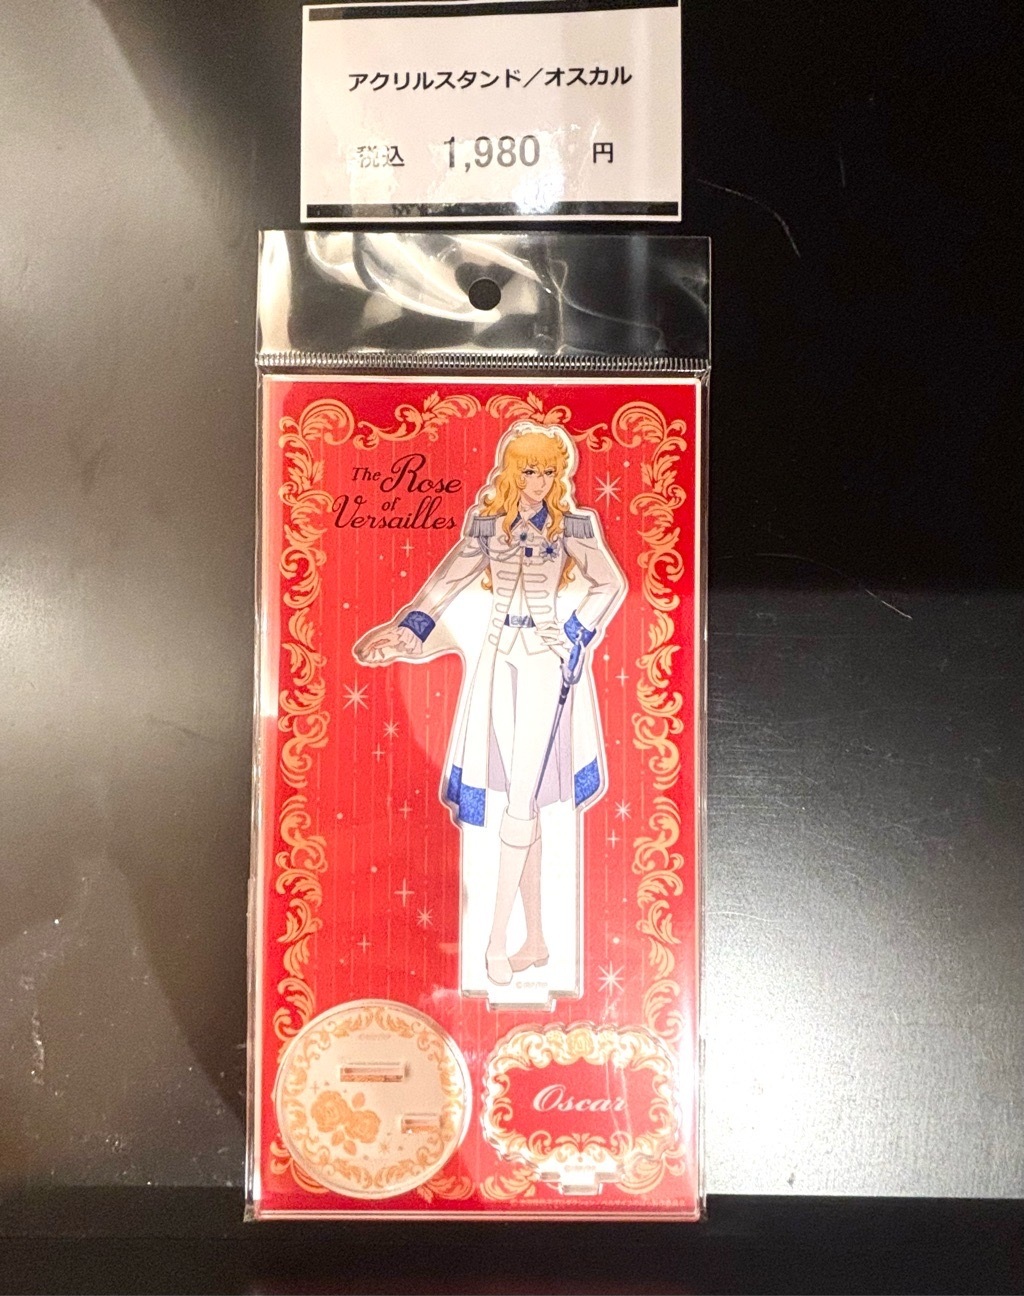 アクリルスタンド／オスカル
税込 1,980 円
The Rose
of
Versailles
Oscar